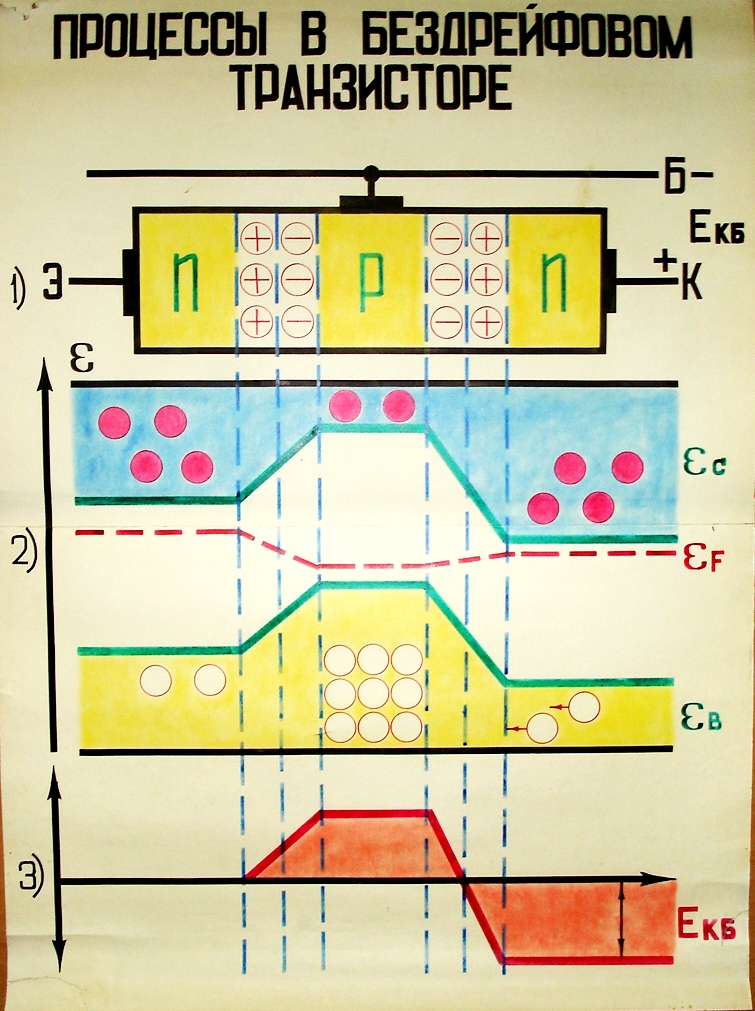 ПРОЦЕССЫ В БЕЗДРЕЙФОВОМ
ТРАНЗИСТОРЕ
Б−
Eкб
1) Э
n
p
n
+К
ε
εc
2)
εF
εв
3)
Eкб